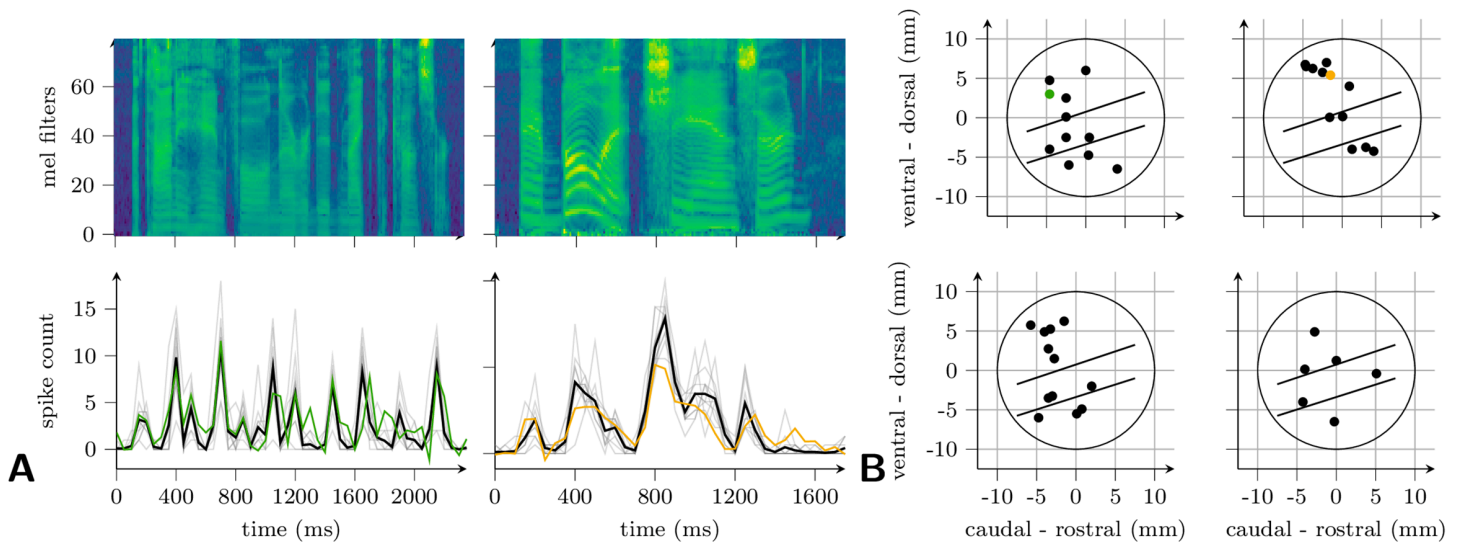 mel filters
60
40
20
0
spike count
15
10
5
0
A
0 400 800 1200 1600 2000
time (ms)
0 400 800 1200 1600
time (ms)
B
ventral - dorsal (mm)
10
5
0
-5
-10
ventral - dorsal (mm)
10
5
0
-5
-10
-10 -5 0 5 10
caudal - rostral (mm)
-10 -5 0 5 10
caudal - rostral (mm)